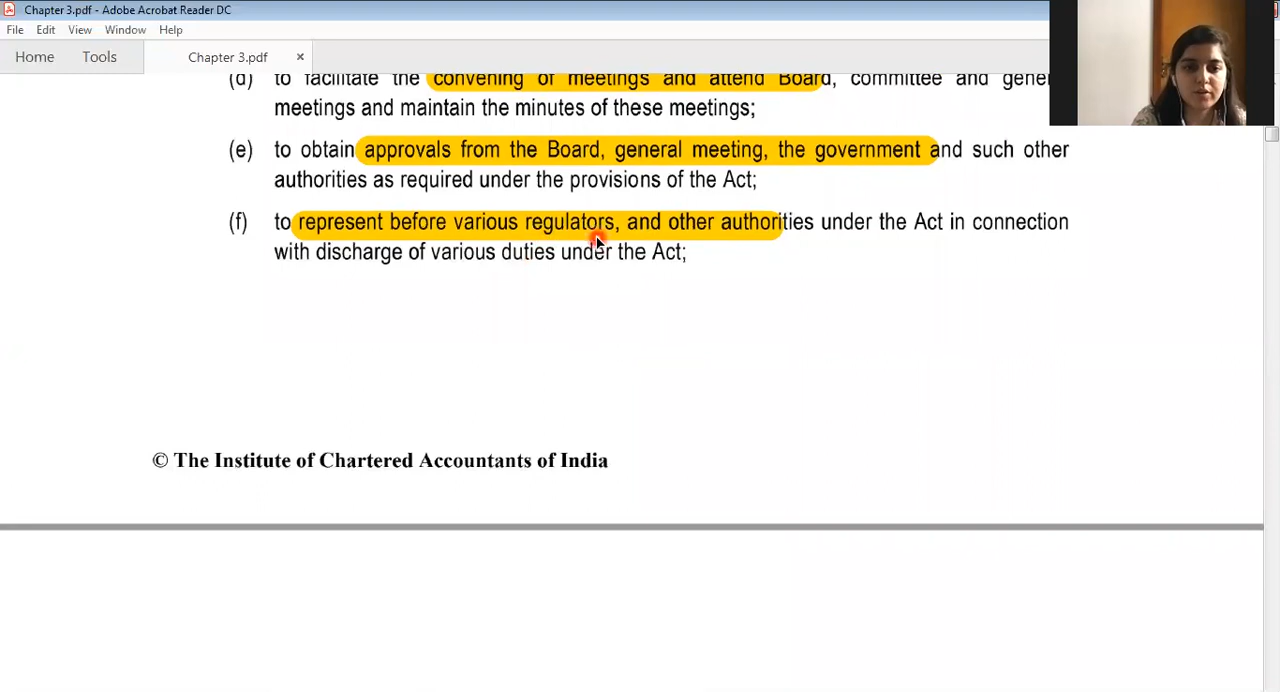 Chapter 3.pdf - Adobe Acrobat Reader DC
File Edit View Window Help
Home Tools Chapter 3.pdf ×
(d) to facilitate the convening of meetings and attend Board, committee and
meetings and maintain the minutes of these meetings;
(e) to obtain approvals from the Board, general meeting, the government and such other
authorities as required under the provisions of the Act;
(f) to represent before various regulators, and other authorities under the Act in connection
with discharge of various duties under the Act;
© The Institute of Chartered Accountants of India